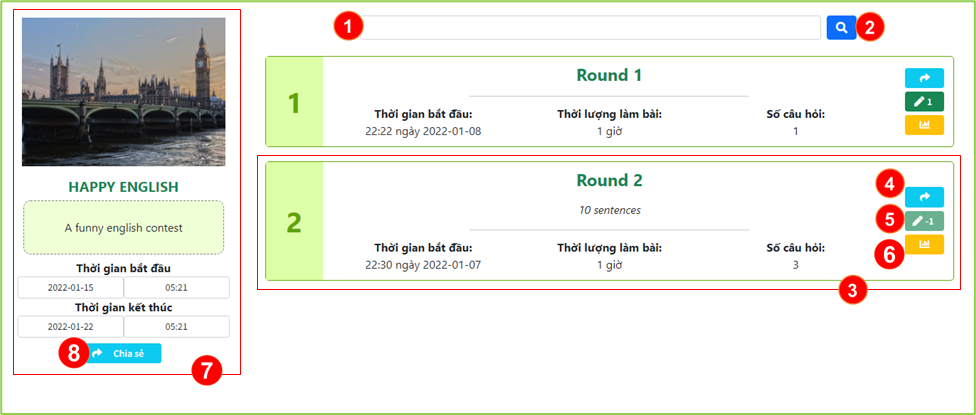 HAPPY ENGLISH
A funny english contest
Thời gian bắt đầu
2022-01-15 05:21
Thời gian kết thúc
2022-01-22 05:21
8 Chia sẻ
7
1
2
1
Round 1
Thời gian bắt đầu: Thời lượng làm bài: Số câu hỏi:
22:22 ngày 2022-01-08 1 giờ 1
1
2
Round 2
10 sentences
Thời gian bắt đầu: Thời lượng làm bài: Số câu hỏi:
22:30 ngày 2022-01-07 1 giờ 3
4
5 -1
6
3